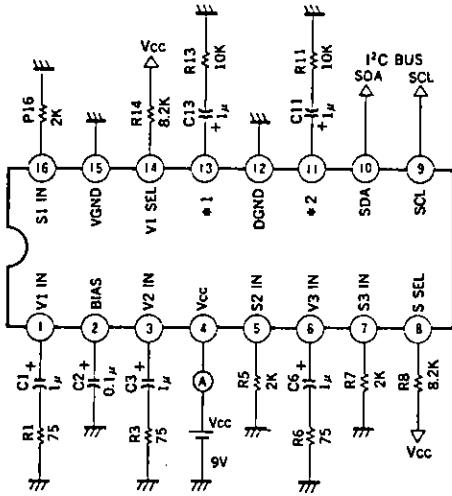 R13
10K
R11
10K
I²C BUS
Vcc
SDA
SCL
P16
2K
R14
8.2K
C13
+ 1μ
C11
+ 1μ
16
15
14
13
12
11
10
9
S1 IN
VGND
V1 SEL
*1
DGND
*2
SDA
SCL
V1 IN
BIAS
V2 IN
Vcc
S2 IN
V3 IN
S3 IN
S SEL
1
2
3
4
5
6
7
8
C1 +
1μ
C2 +
0.1μ
C3 +
1μ
A
R5
2K
C6 +
1μ
R7
2K
R8
8.2K
R1
75
R3
75
Vcc
9V
R6
75
Vcc